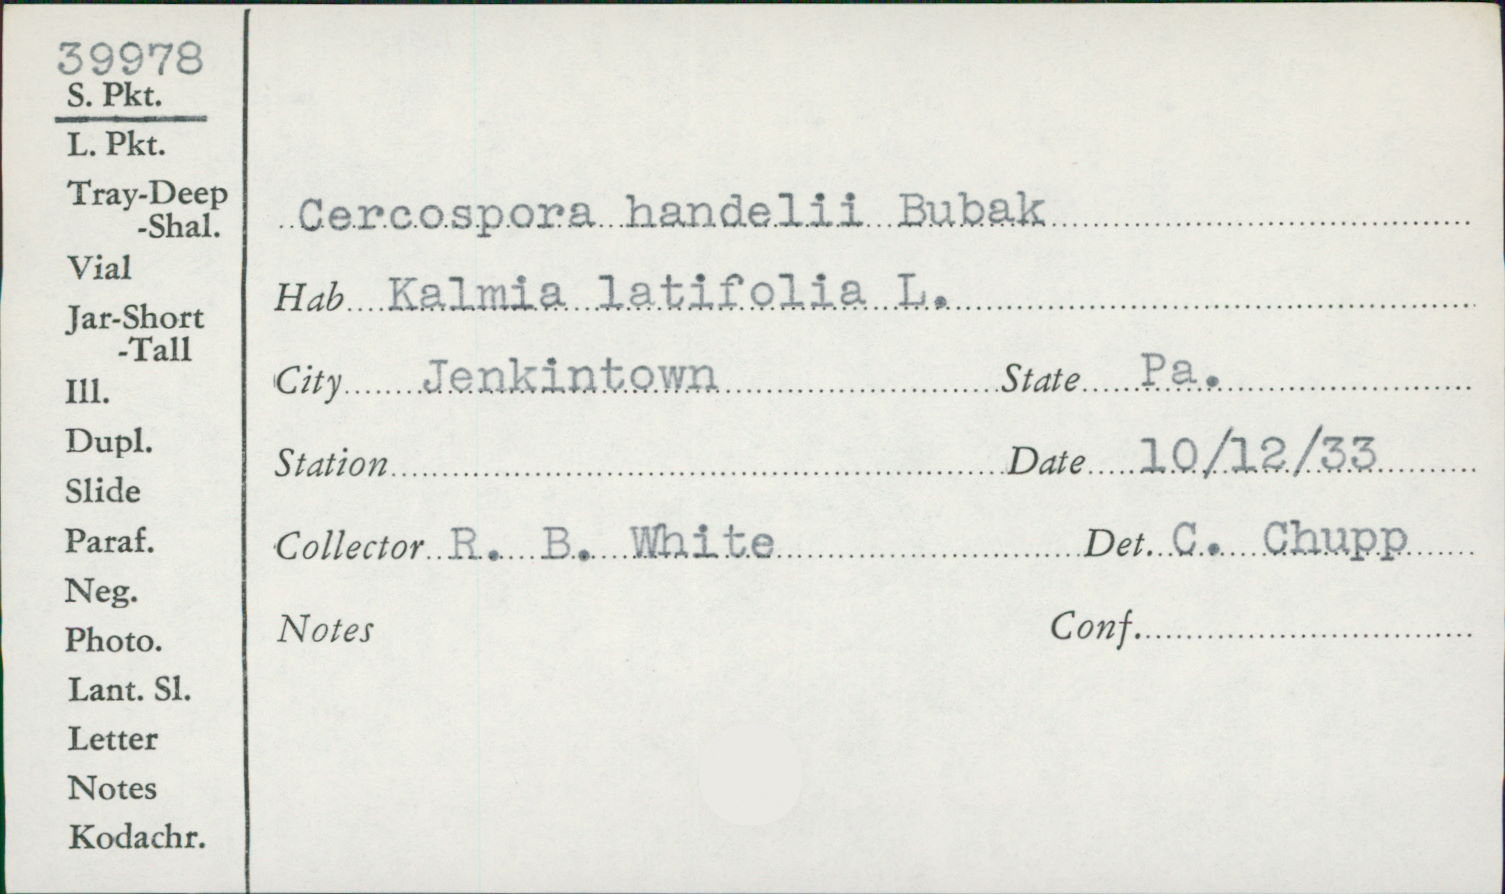 39978
S. Pkt.
L. Pkt.
Tray-Deep
-Shal.
Vial
Jar-Short
-Tall
Ill.
Dupl.
Slide
Paraf.
Neg.
Photo.
Lant. Sl.
Letter
Notes
Kodachr.
Cercospora handelii Bubak
Hab Kalmia latifolia L.
City Jenkintown State Pa.
Station Date 10/12/33
Collector R. B. White Det. C. Chupp
Notes Conf.